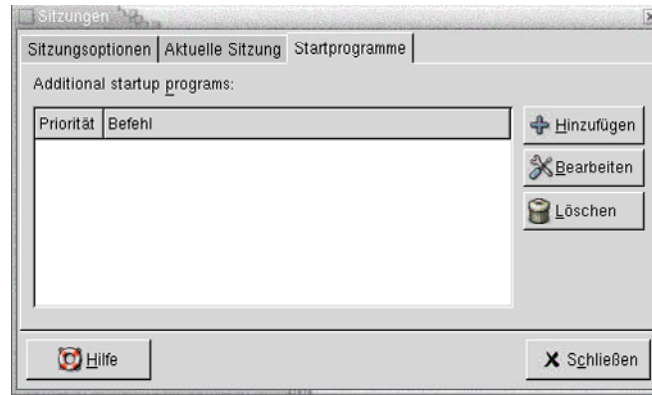 Sitzungen
Sitzungsoptionen Aktuelle Sitzung Startprogramme
Additional startup programs:
Priorität Befehl
Hinzufügen
Bearbeiten
Löschen
Hilfe Schließen